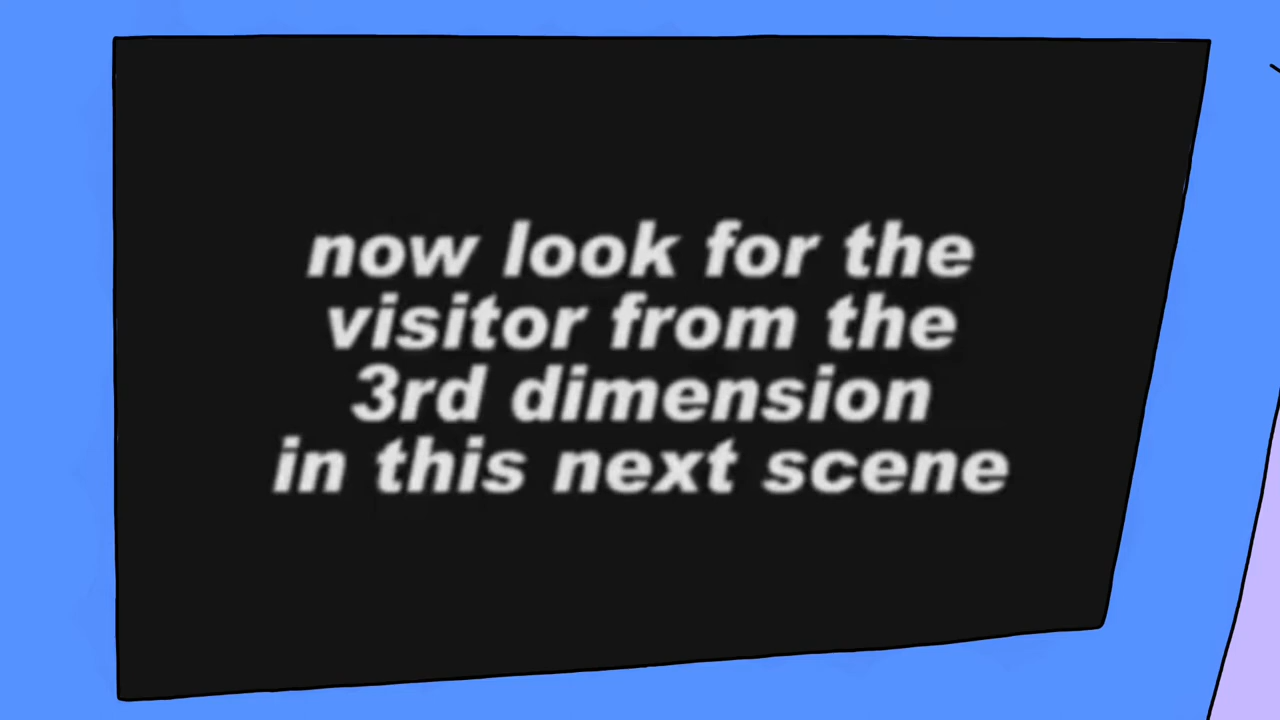 now look for the
visitor from the
3rd dimension
in this next scene